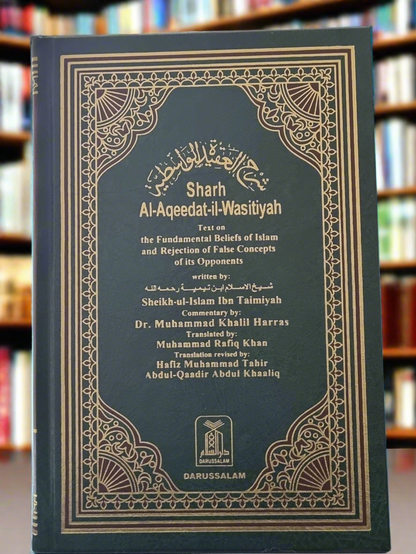 شرح العقيدة الواسطية
Sharh
Al-Aqeedat-il-Wasitiyah
Text on
the Fundamental Beliefs of Islam
and Rejection of False Concepts
of its Opponents
written by:
شيخ الاسلام ابن تيمية رحمه الله
Sheikh-ul-Islam Ibn Taimiyah
Commentary by:
Dr. Muhammad Khalil Harras
Translated by:
Muhammad Rafiq Khan
Translation revised by:
Hafiz Muhammad Tahir
Abdul-Qaadir Abdul Khaaliq
دارالسلام
DARUSSALAM
DARUSSALAM